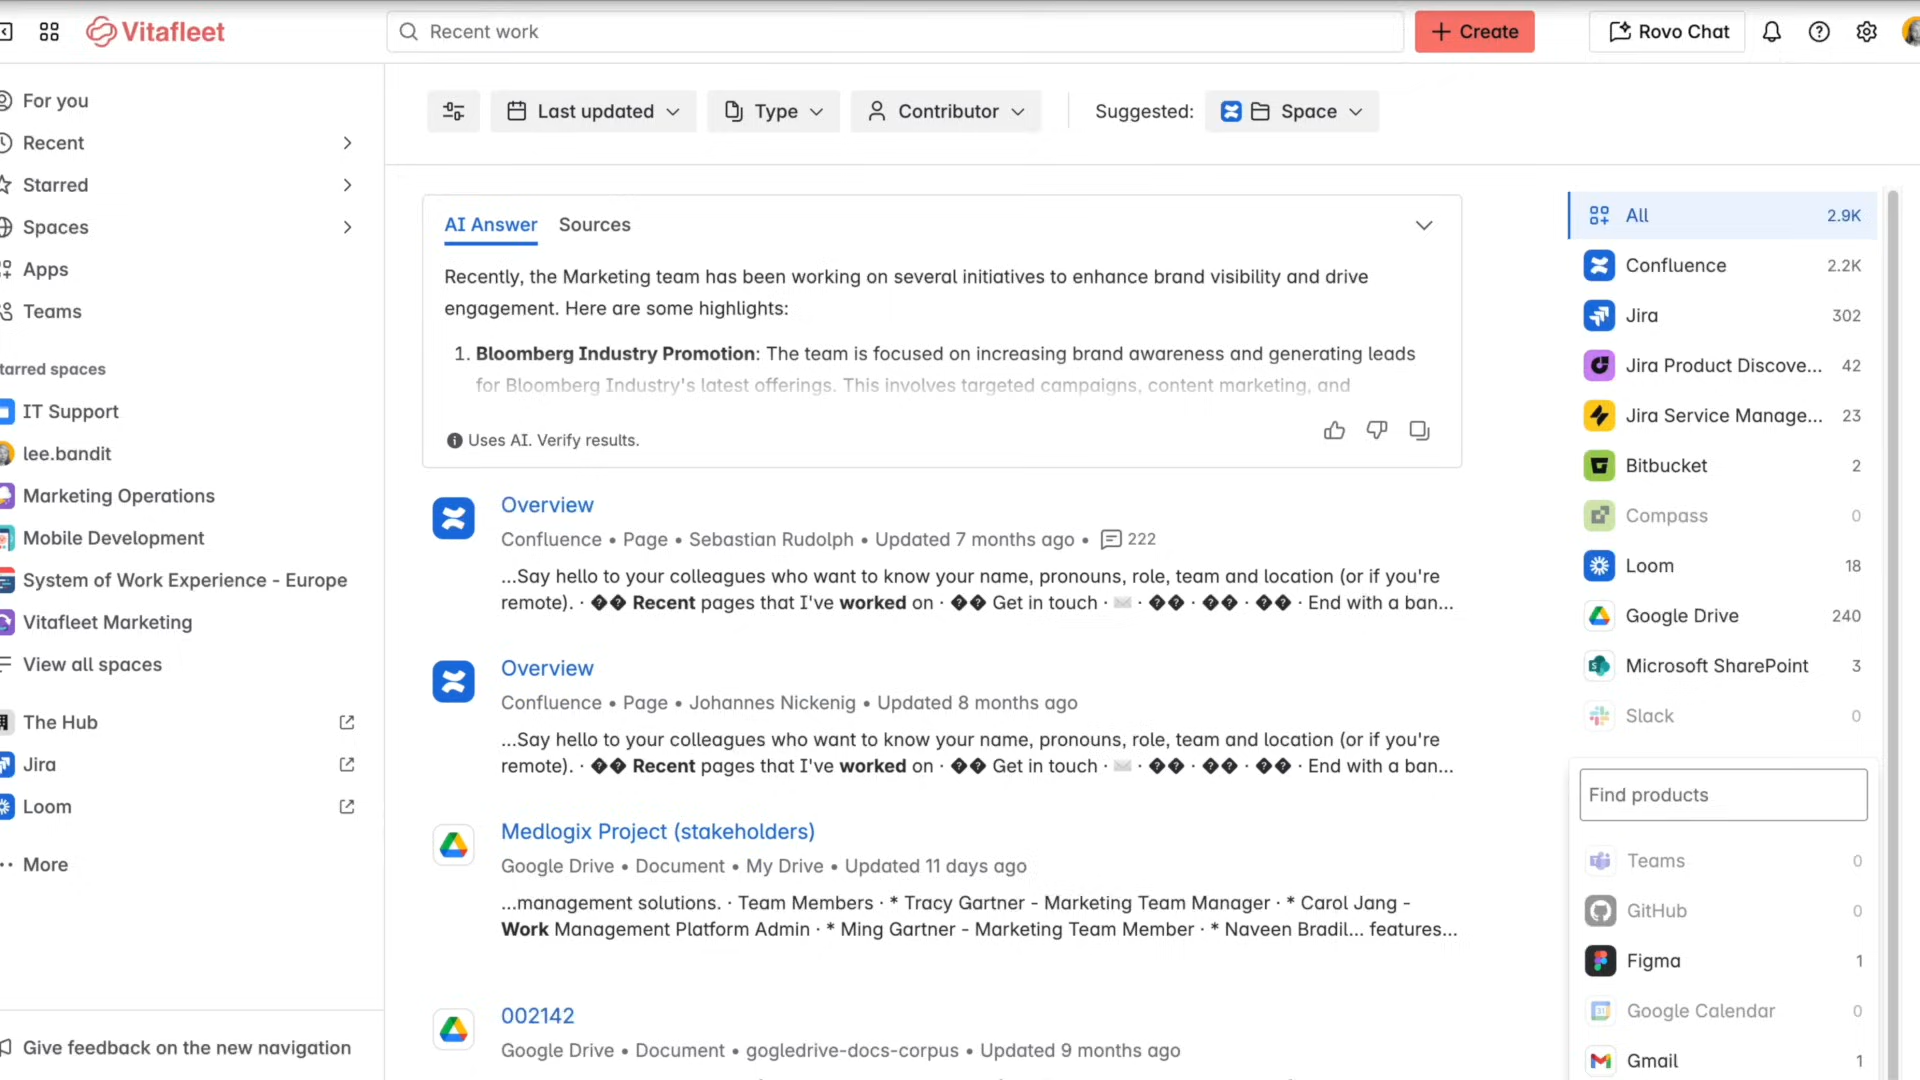 Vitafleet
Recent work
Create
Rovo Chat
For you
Recent
Starred
Spaces
Apps
Teams
tarred spaces
IT Support
lee.bandit
Marketing Operations
Mobile Development
System of Work Experience - Europe
Vitafleet Marketing
View all spaces
The Hub
Jira
Loom
More
Give feedback on the new navigation
Last updated
Type
Contributor
Suggested:
Space
AI Answer Sources
Recently, the Marketing team has been working on several initiatives to enhance brand visibility and drive
engagement. Here are some highlights:
1. Bloomberg Industry Promotion: The team is focused on increasing brand awareness and generating leads
for Bloomberg Industry's latest offerings. This involves targeted campaigns, content marketing, and
Uses AI. Verify results.
Overview
Confluence • Page • Sebastian Rudolph • Updated 7 months ago • 222
...Say hello to your colleagues who want to know your name, pronouns, role, team and location (or if you're
remote). · �� Recent pages that I've worked on · �� Get in touch · ✉️ · �� · �� · �� · End with a ban...
Overview
Confluence • Page • Johannes Nickenig • Updated 8 months ago
...Say hello to your colleagues who want to know your name, pronouns, role, team and location (or if you're
remote). · �� Recent pages that I've worked on · �� Get in touch · ✉️ · �� · �� · �� · End with a ban...
Medlogix Project (stakeholders)
Google Drive • Document • My Drive • Updated 11 days ago
...management solutions. · Team Members · * Tracy Gartner - Marketing Team Manager · * Carol Jang -
Work Management Platform Admin · * Ming Gartner - Marketing Team Member · * Naveen Bradil... features...
002142
Google Drive • Document • gogledrive-docs-corpus • Updated 9 months ago
All 2.9K
Confluence 2.2K
Jira 302
Jira Product Discove... 42
Jira Service Manage... 23
Bitbucket 2
Compass 0
Loom 18
Google Drive 240
Microsoft SharePoint 3
Slack 0
Find products
Teams 0
GitHub 0
Figma 1
Google Calendar 0
Gmail 1